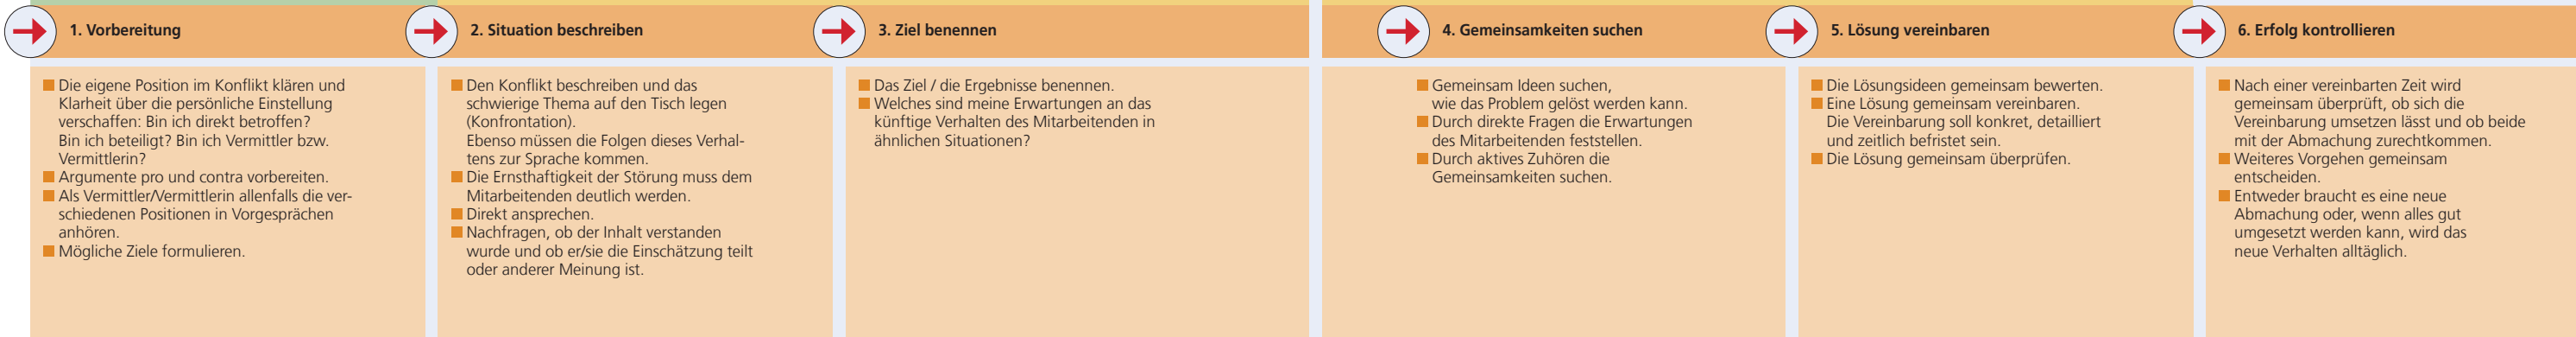 1. Vorbereitung
Die eigene Position im Konflikt klären und
Klarheit über die persönliche Einstellung
verschaffen: Bin ich direkt betroffen?
Bin ich beteiligt? Bin ich Vermittler bzw.
Vermittlerin?
Argumente pro und contra vorbereiten.
Als Vermittler/Vermittlerin allenfalls die ver-
schiedenen Positionen in Vorgesprächen
anhören.
Mögliche Ziele formulieren.
2. Situation beschreiben
Den Konflikt beschreiben und das
schwierige Thema auf den Tisch legen
(Konfrontation).
Ebenso müssen die Folgen dieses Verhal-
tens zur Sprache kommen.
Die Ernsthaftigkeit der Störung muss dem
Mitarbeitenden deutlich werden.
Direkt ansprechen.
Nachfragen, ob der Inhalt verstanden
wurde und ob er/sie die Einschätzung teilt
oder anderer Meinung ist.
3. Ziel benennen
Das Ziel / die Ergebnisse benennen.
Welches sind meine Erwartungen an das
künftige Verhalten des Mitarbeitenden in
ähnlichen Situationen?
4. Gemeinsamkeiten suchen
Gemeinsam Ideen suchen,
wie das Problem gelöst werden kann.
Durch direkte Fragen die Erwartungen
des Mitarbeitenden feststellen.
Durch aktives Zuhören die
Gemeinsamkeiten suchen.
5. Lösung vereinbaren
Die Lösungsideen gemeinsam bewerten.
Eine Lösung gemeinsam vereinbaren.
Die Vereinbarung soll konkret, detailliert
und zeitlich befristet sein.
Die Lösung gemeinsam überprüfen.
6. Erfolg kontrollieren
Nach einer vereinbarten Zeit wird
gemeinsam überprüft, ob sich die
Vereinbarung umsetzen lässt und ob beide
mit der Abmachung zurechtkommen.
Weiteres Vorgehen gemeinsam
entscheiden.
Entweder braucht es eine neue
Abmachung oder, wenn alles gut
umgesetzt werden kann, wird das
neue Verhalten alltäglich.